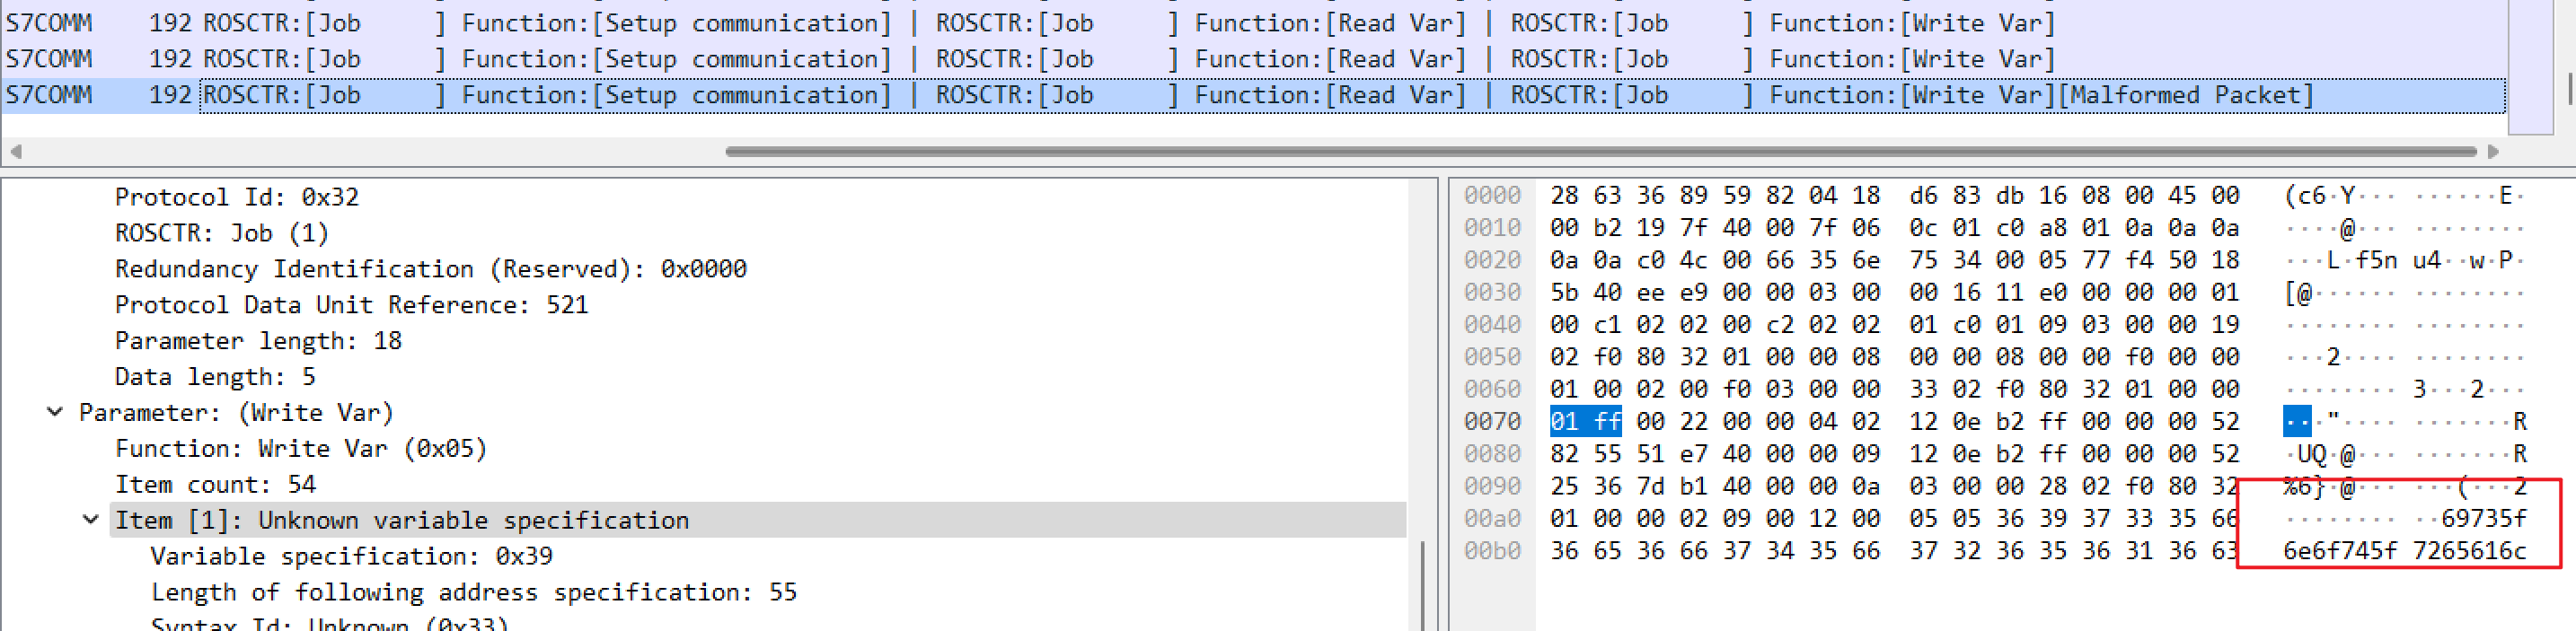 S7COMM 192 ROSCTR:[Job ] Function:[Setup communication] | ROSCTR:[Job ] Function:[Read Var] | ROSCTR:[Job ] Function:[Write Var]
S7COMM 192 ROSCTR:[Job ] Function:[Setup communication] | ROSCTR:[Job ] Function:[Read Var] | ROSCTR:[Job ] Function:[Write Var]
S7COMM 192 ROSCTR:[Job ] Function:[Setup communication] | ROSCTR:[Job ] Function:[Read Var] | ROSCTR:[Job ] Function:[Write Var][Malformed Packet]
Protocol Id: 0x32
ROSCTR: Job (1)
Redundancy Identification (Reserved): 0x0000
Protocol Data Unit Reference: 521
Parameter length: 18
Data length: 5
Parameter: (Write Var)
Function: Write Var (0x05)
Item count: 54
Item [1]: Unknown variable specification
Variable specification: 0x39
Length of following address specification: 55
Syntax Id: Unknown (0x33)
0000 28 63 36 89 59 82 04 18 d6 83 db 16 08 00 45 00 (c6·Y··· ······E·
0010 00 b2 19 7f 40 00 7f 06 0c 01 c0 a8 01 0a 0a 0a ····@··· ········
0020 0a 0a c0 4c 00 66 35 6e 75 34 00 05 77 f4 50 18 ···L·f5n u4··w·P·
0030 5b 40 ee e9 00 00 03 00 00 16 11 e0 00 00 00 01 [@······ ········
0040 00 c1 02 02 00 c2 02 02 01 c0 01 09 03 00 00 19 ········ ········
0050 02 f0 80 32 01 00 00 08 00 00 08 00 00 f0 00 00 ···2···· ········
0060 01 00 02 00 f0 03 00 00 33 02 f0 80 32 01 00 00 ········ 3···2···
0070 01 ff 00 22 00 00 04 02 12 0e b2 ff 00 00 00 52 ···"···· ·······R
0080 82 55 51 e7 40 00 00 09 12 0e b2 ff 00 00 00 52 ·UQ·@··· ·······R
0090 25 36 7d b1 40 00 00 0a 03 00 00 28 02 f0 80 32 %6}·@··· ···(···2
00a0 01 00 00 02 09 00 12 00 05 05 36 39 37 33 35 66 ········ ··69735f
00b0 36 65 36 66 37 34 35 66 37 32 36 35 36 31 36 63 6e6f745f 7265616c